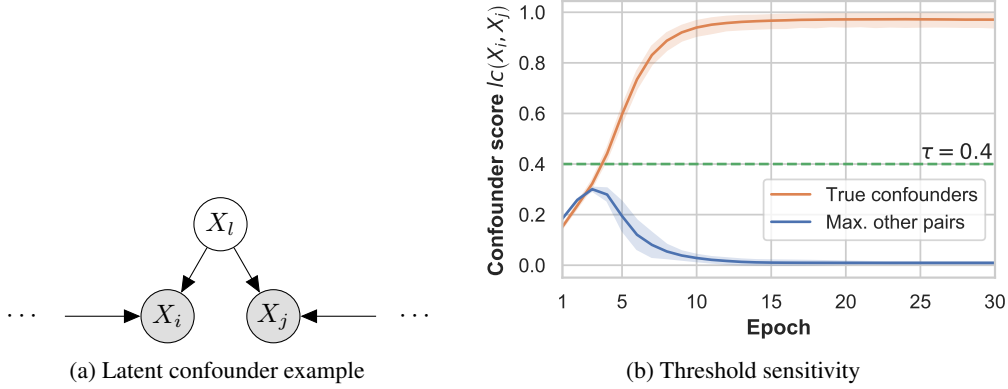 X_l
··· X_i X_j ···
(a) Latent confounder example
Confounder score lc(X_i, X_j)
1.0
0.8
0.6
0.4
0.2
0.0
τ = 0.4
True confounders
Max. other pairs
1 5 10 15 20 25 30
Epoch
(b) Threshold sensitivity